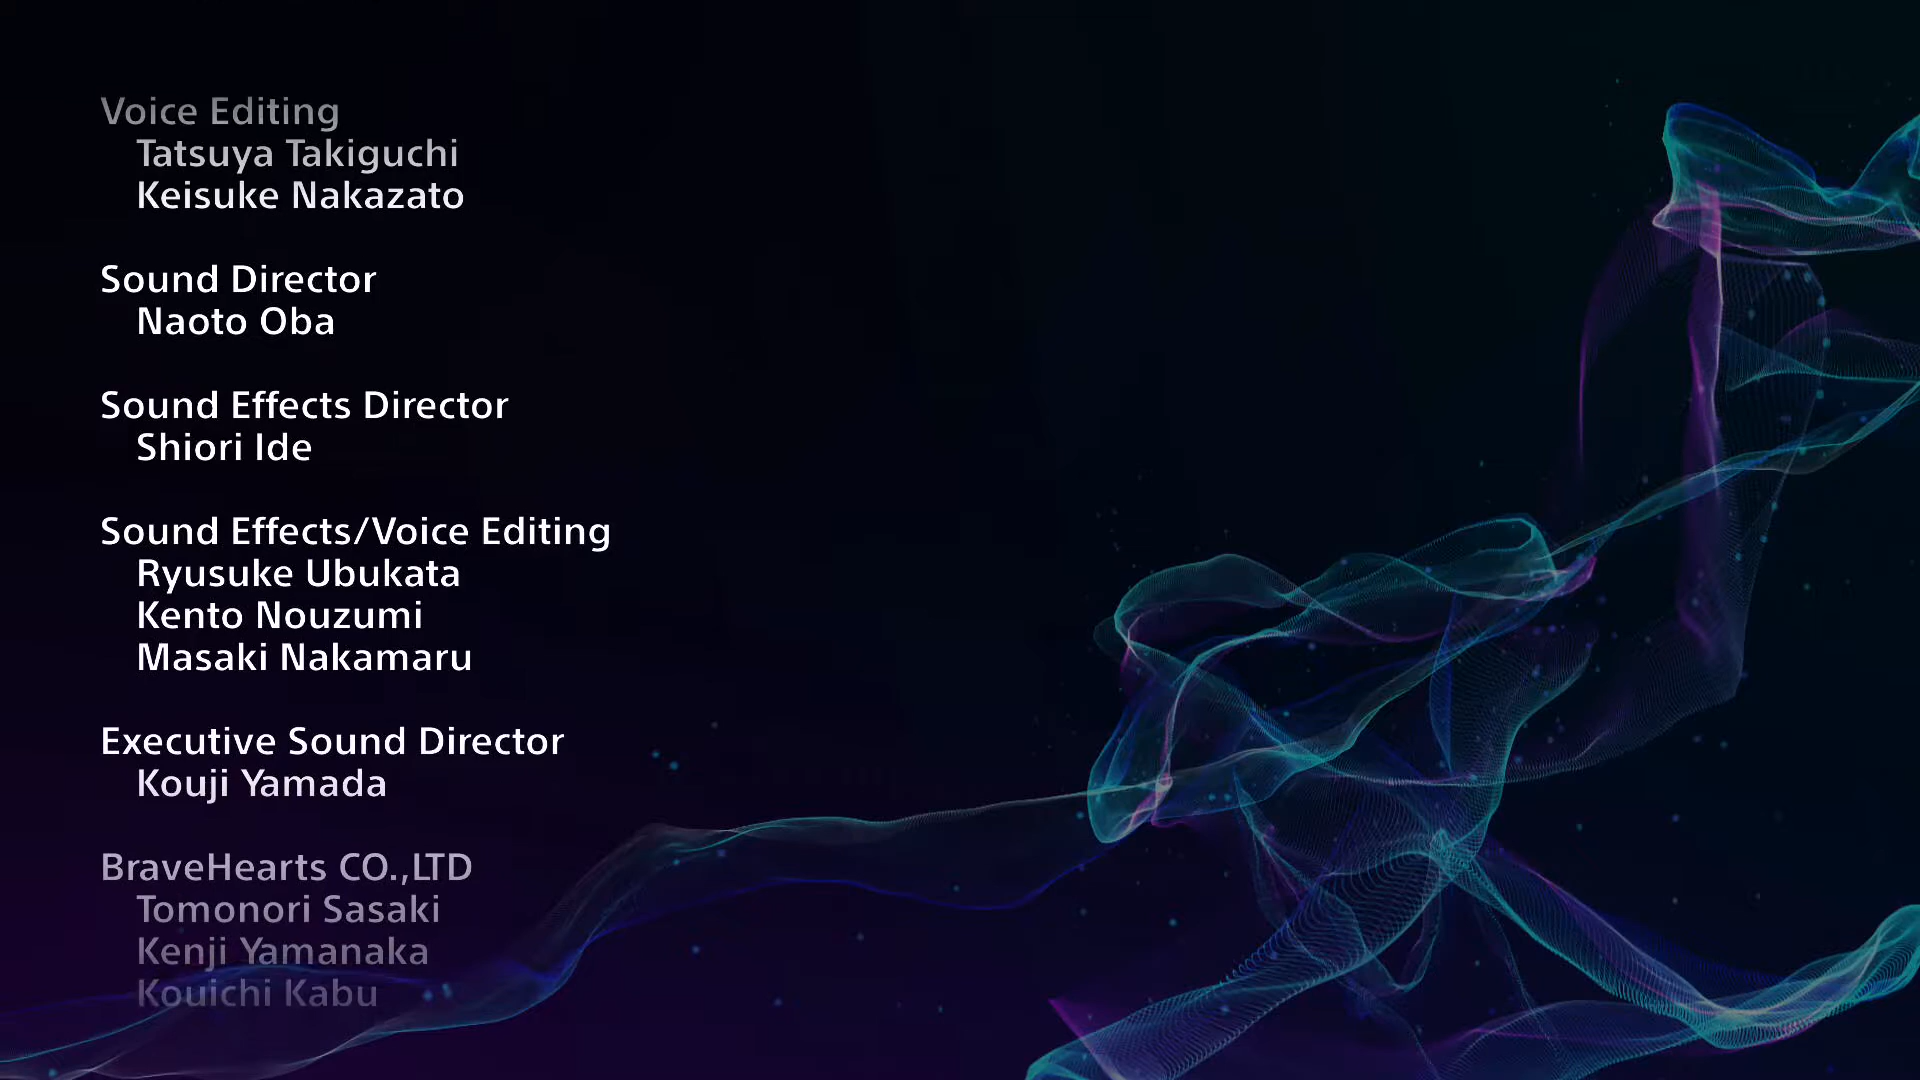 Voice Editing
Tatsuya Takiguchi
Keisuke Nakazato
Sound Director
Naoto Oba
Sound Effects Director
Shiori Ide
Sound Effects/Voice Editing
Ryusuke Ubukata
Kento Nouzumi
Masaki Nakamaru
Executive Sound Director
Kouji Yamada
BraveHearts CO.,LTD
Tomonori Sasaki
Kenji Yamanaka
Kouichi Kabu